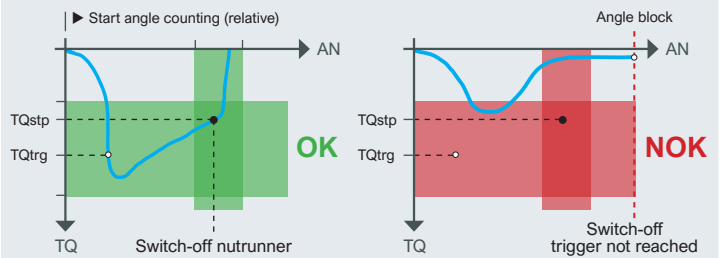 ▶ Start angle counting (relative)
AN
TQstp
TQtrg
OK
TQ
Switch-off nutrunner
Angle block
AN
TQstp
TQtrg
NOK
TQ
Switch-off
trigger not reached